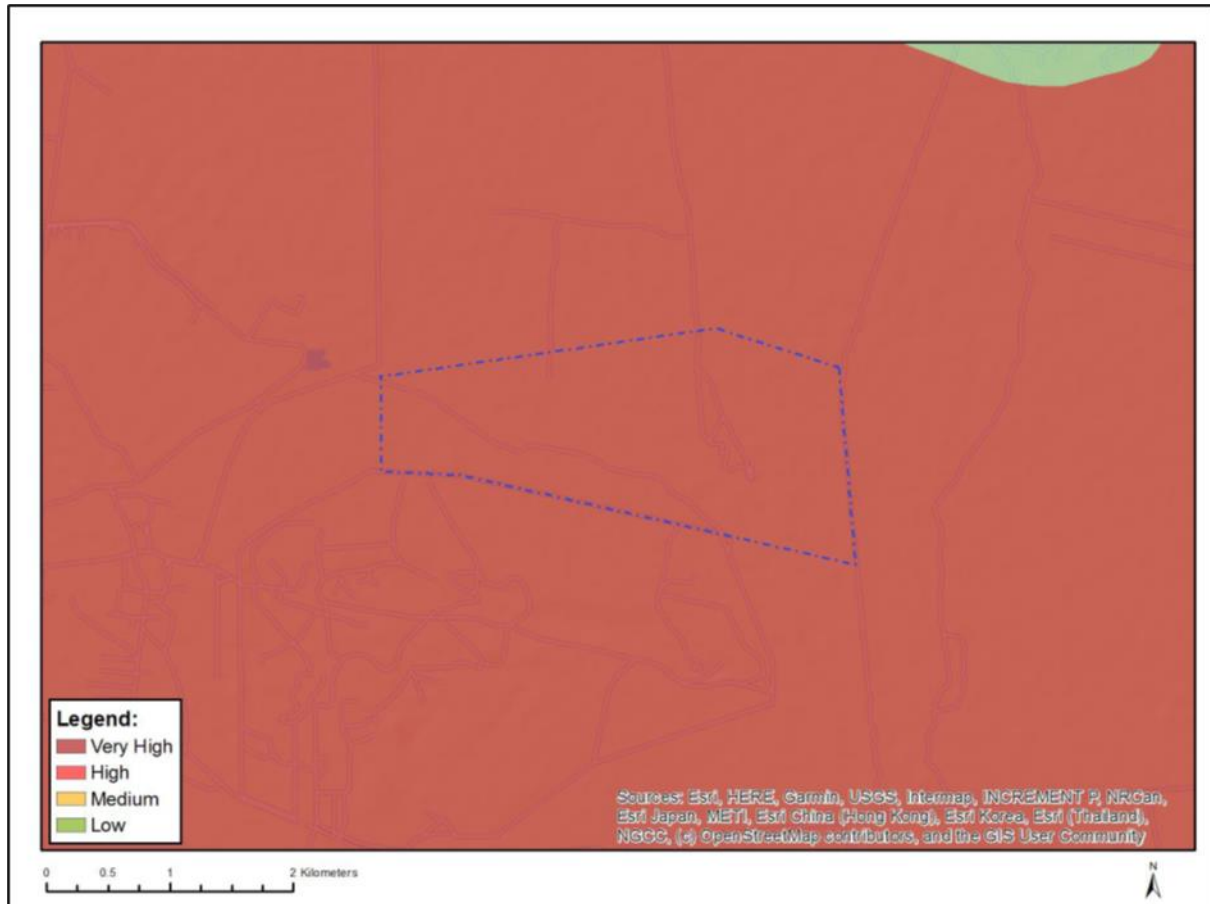 Legend:
Very High
High
Medium
Low
Sources: Esri, HERE, Garmin, USGS, Intermap, INCREMENT P, NRCan,
Esri Japan, METI, Esri China (Hong Kong), Esri Korea, Esri (Thailand),
NGCC, (c) OpenStreetMap contributors, and the GIS User Community
0 0.5 1 2 Kilometers
N